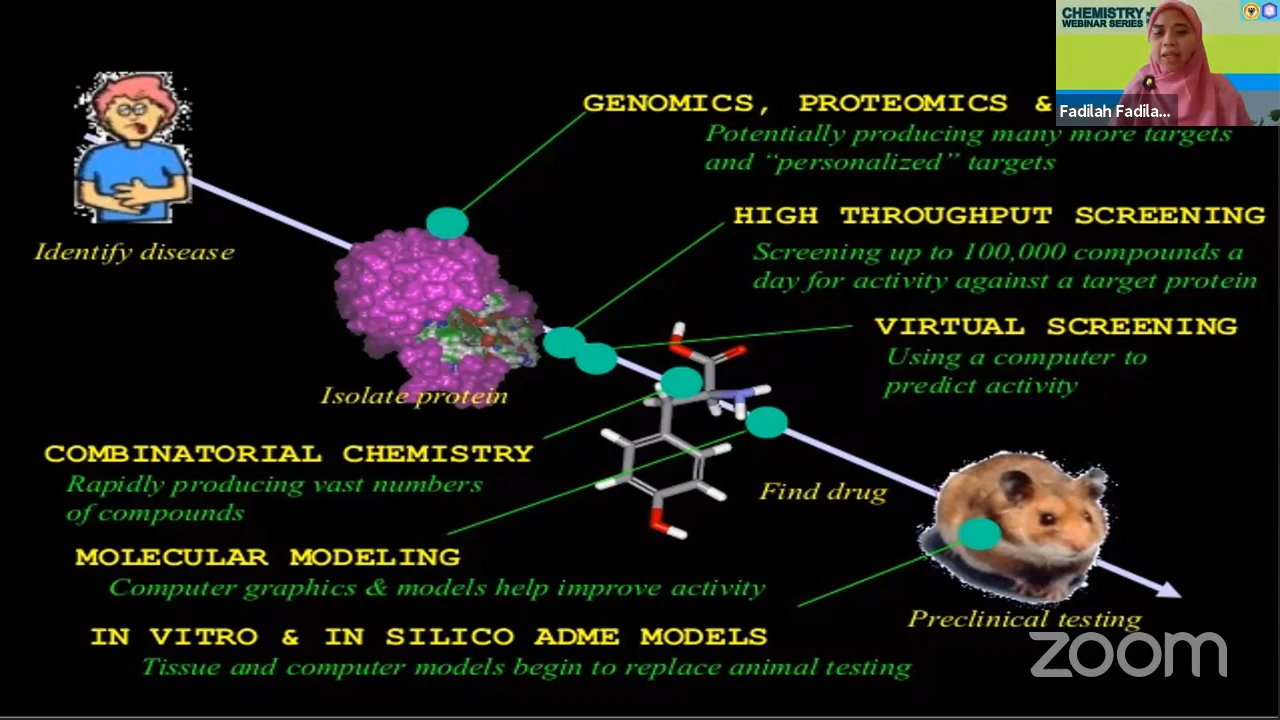 CHEMISTRY
WEBINAR SERIES
Fadilah Fadila...
GENOMICS, PROTEOMICS &
Potentially producing many more targets
and “personalized” targets
Identify disease
HIGH THROUGHPUT SCREENING
Screening up to 100,000 compounds a
day for activity against a target protein
VIRTUAL SCREENING
Using a computer to
predict activity
Isolate protein
COMBINATORIAL CHEMISTRY
Rapidly producing vast numbers
of compounds
Find drug
MOLECULAR MODELING
Computer graphics & models help improve activity
Preclinical testing
IN VITRO & IN SILICO ADME MODELS
Tissue and computer models begin to replace animal testing
zoom